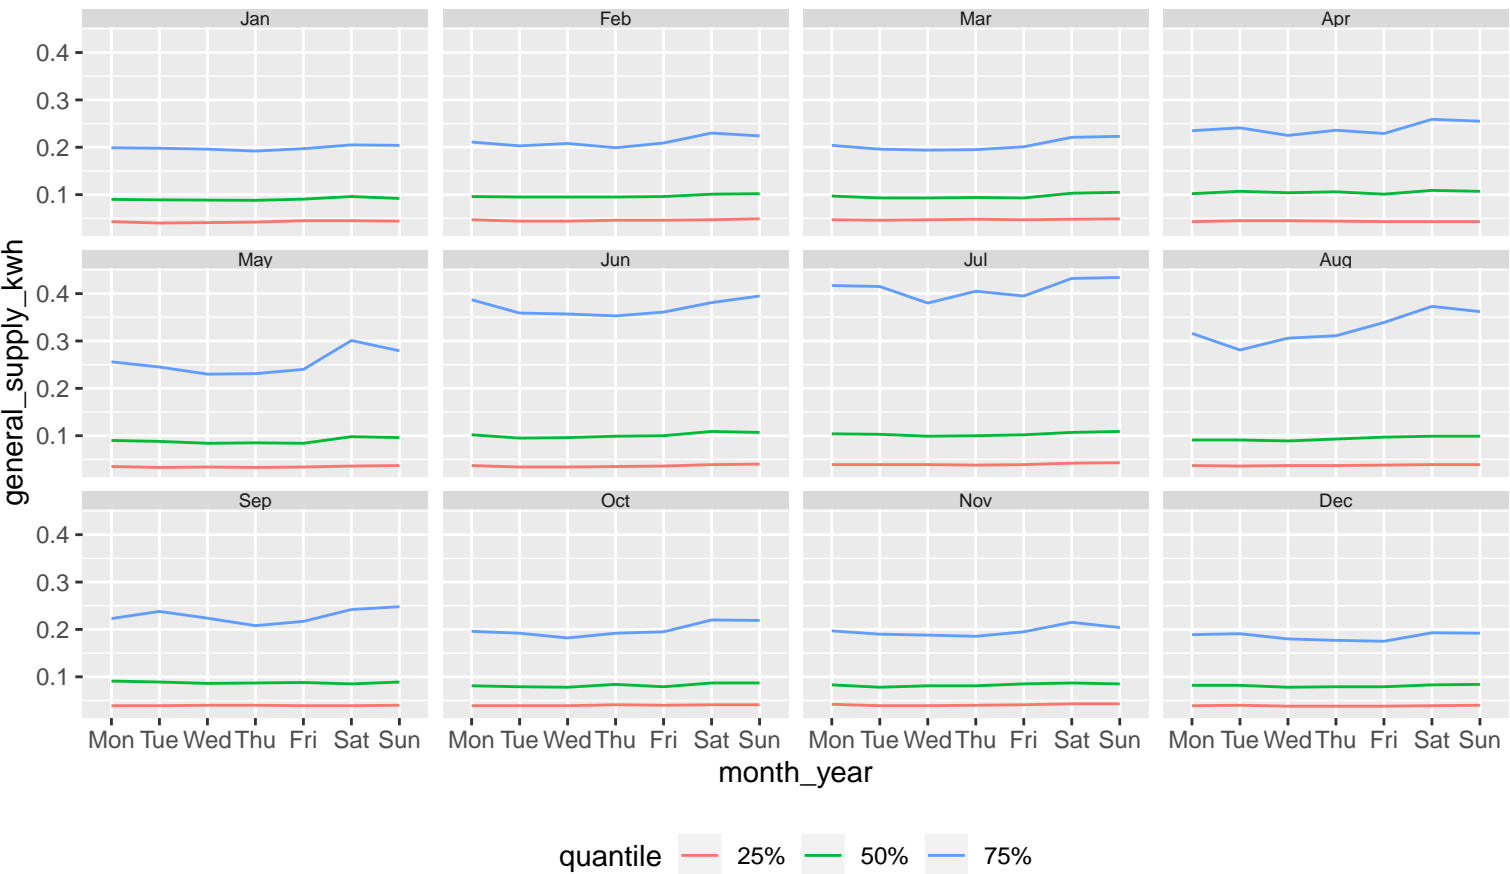 Jan Feb Mar Apr
0.4
0.3
0.2
0.1
May Jun Jul Aug
0.4
0.3
0.2
0.1
general_supply_kwh
Sep Oct Nov Dec
0.4
0.3
0.2
0.1
Mon Tue Wed Thu Fri Sat Sun Mon Tue Wed Thu Fri Sat Sun Mon Tue Wed Thu Fri Sat Sun Mon Tue Wed Thu Fri Sat Sun
month_year
quantile 25% 50% 75%